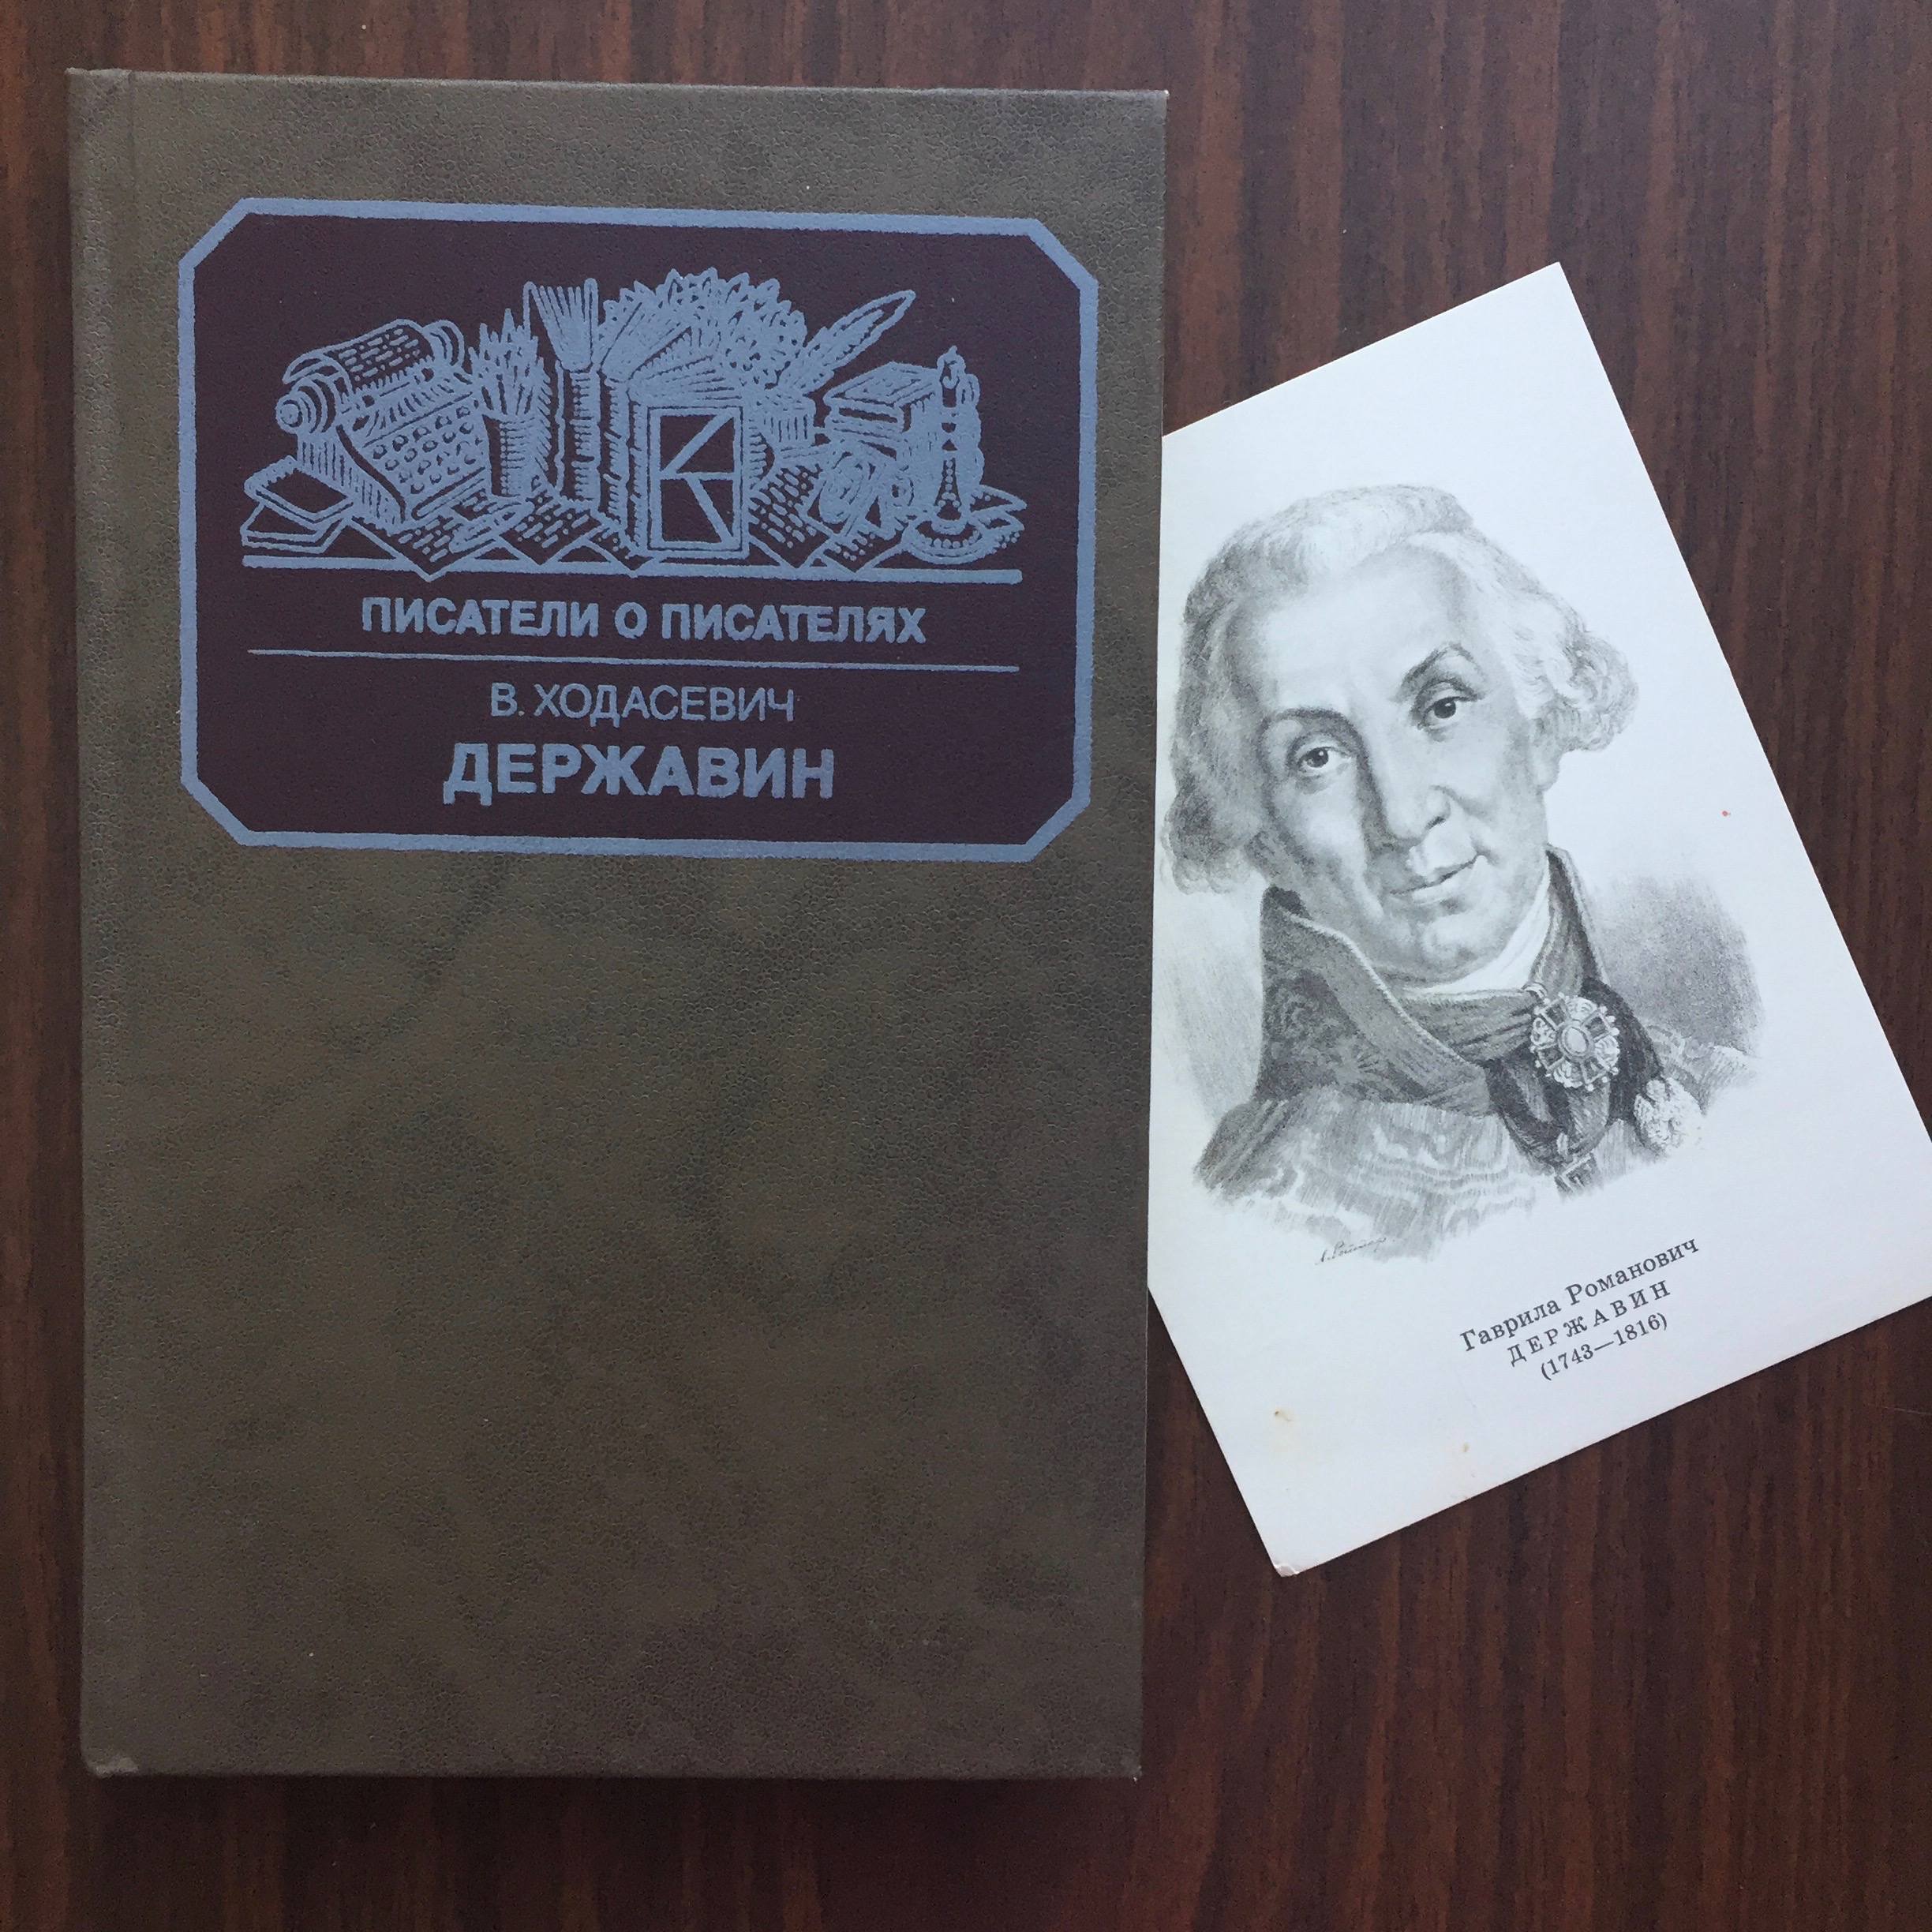 ПИСАТЕЛИ О ПИСАТЕЛЯХ
В. ХОДАСЕВИЧ
ДЕРЖАВИН
Гаврила Романович
ДЕРЖАВИН
(1743—1816)